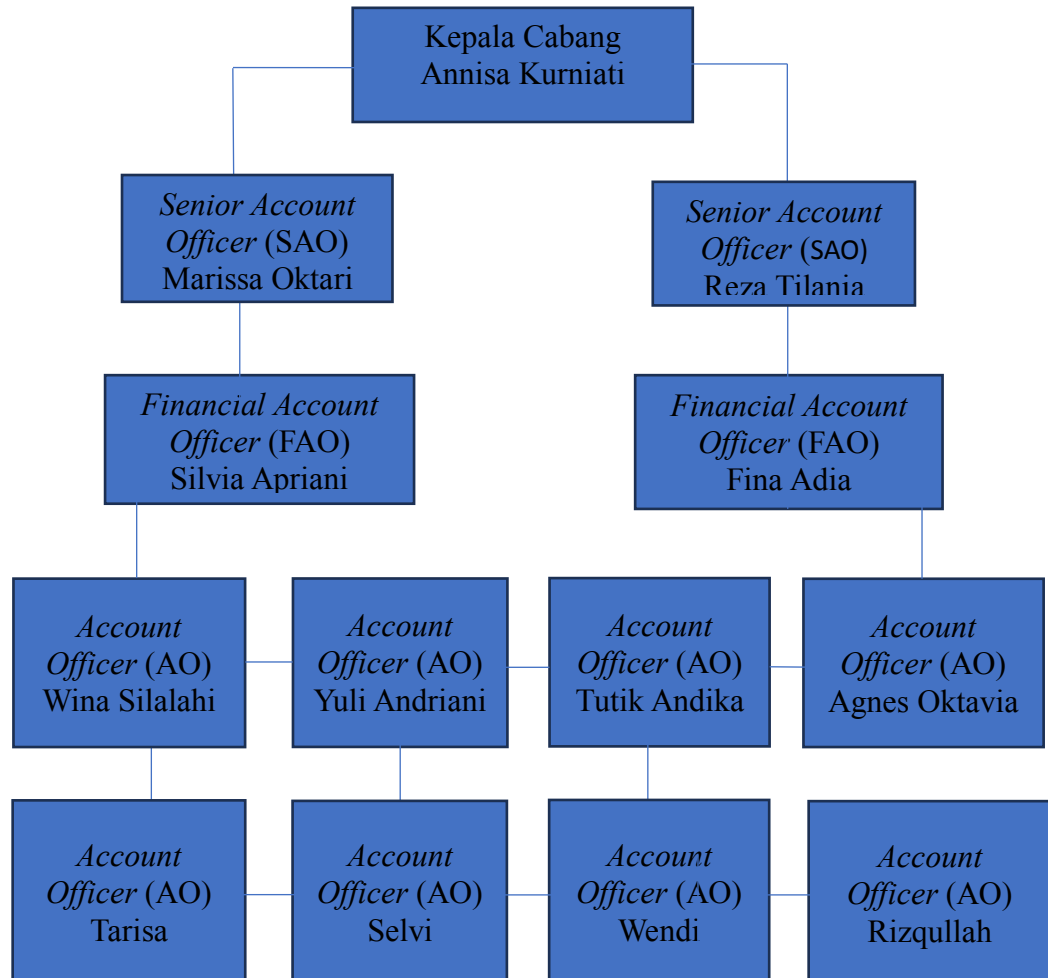 Kepala Cabang
Annisa Kurniati
Senior Account
Officer (SAO)
Marissa Oktari
Senior Account
Officer (SAO)
Reza Tilania
Financial Account
Officer (FAO)
Silvia Apriani
Financial Account
Officer (FAO)
Fina Adia
Account
Officer (AO)
Wina Silalahi
Account
Officer (AO)
Yuli Andriani
Account
Officer (AO)
Tutik Andika
Account
Officer (AO)
Agnes Oktavia
Account
Officer (AO)
Tarisa
Account
Officer (AO)
Selvi
Account
Officer (AO)
Wendi
Account
Officer (AO)
Rizqullah